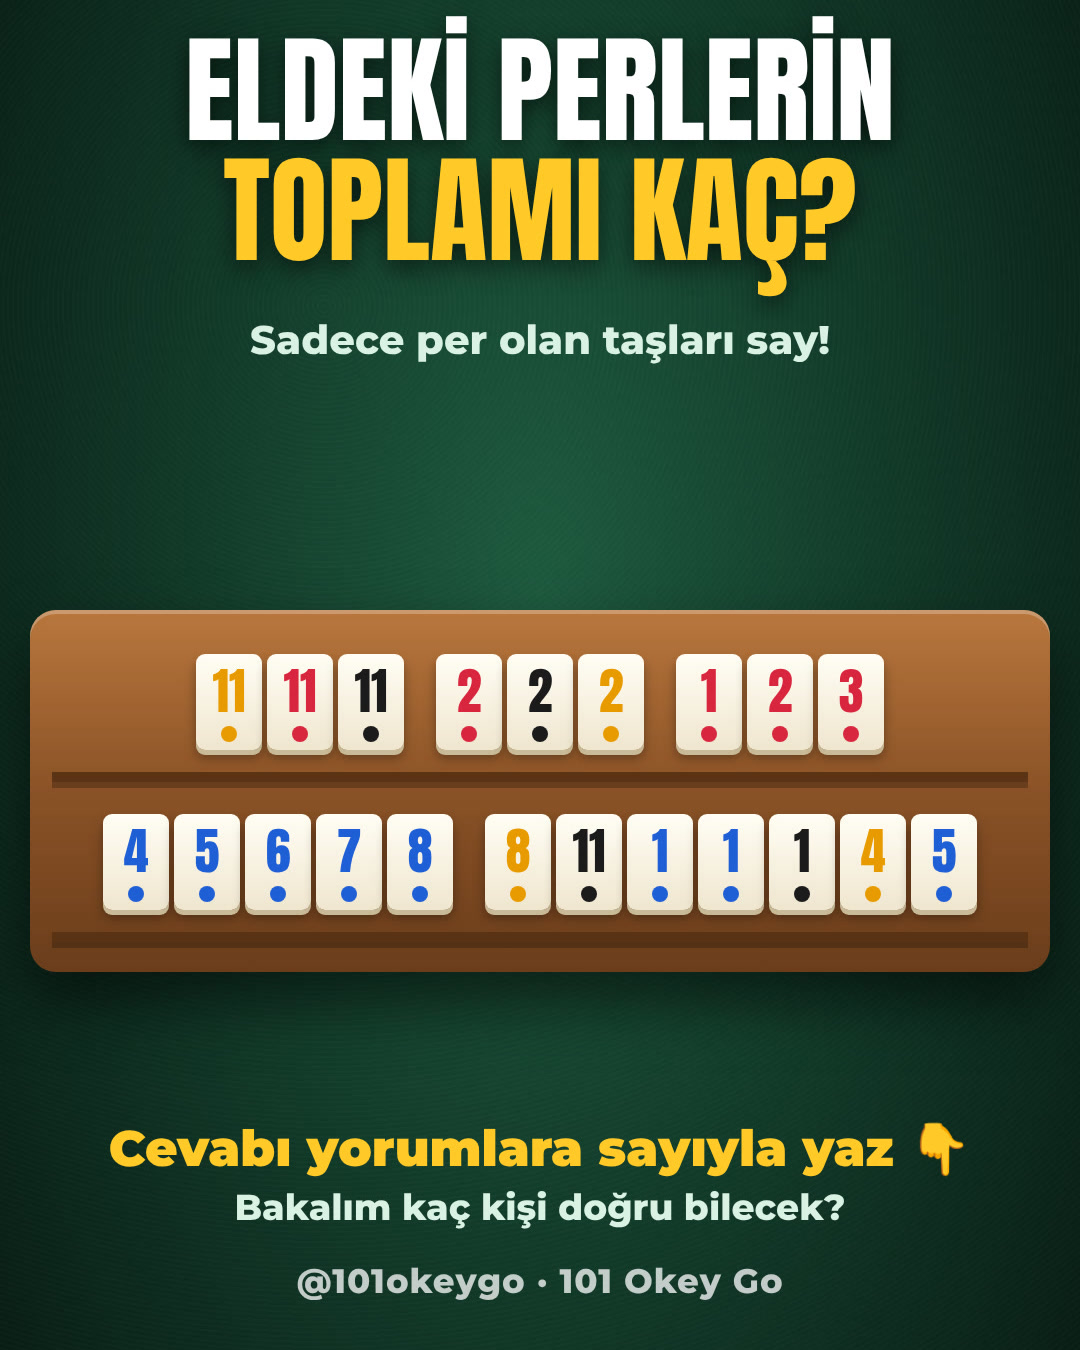 ELDEKİ PERLERİN
TOPLAMI KAÇ?
Sadece per olan taşları say!
11 11 11 2 2 2 1 2 3
4 5 6 7 8 8 11 1 1 1 4 5
Cevabı yorumlara sayıyla yaz 👇
Bakalım kaç kişi doğru bilecek?
@101okeygo · 101 Okey Go